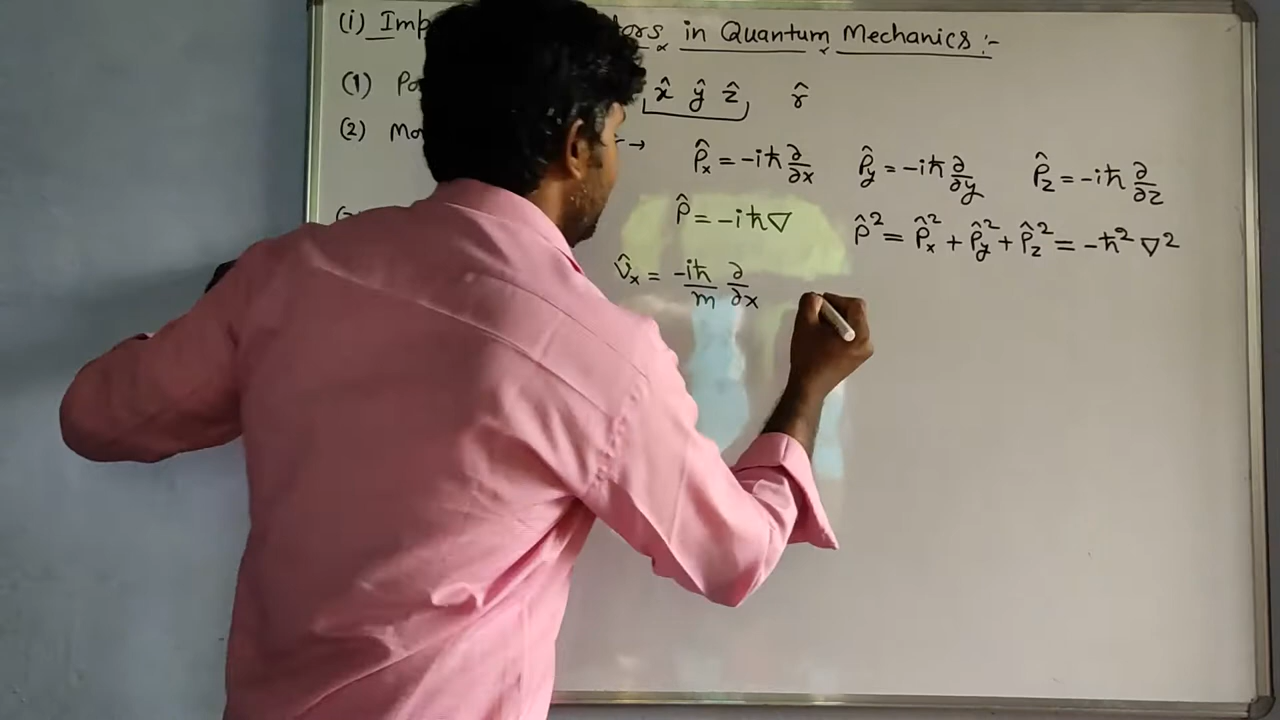 (i) Imp ors in Quantum Mechanics :-
(1) Po x̂ ŷ ẑ r̂
(2) Mo r → P̂x = -iħ ∂/∂x P̂y = -iħ ∂/∂y P̂z = -iħ ∂/∂z
P̂ = -iħ∇ P̂² = P̂x² + P̂y² + P̂z² = -ħ² ∇²
V̂x = -iħ/m ∂/∂x